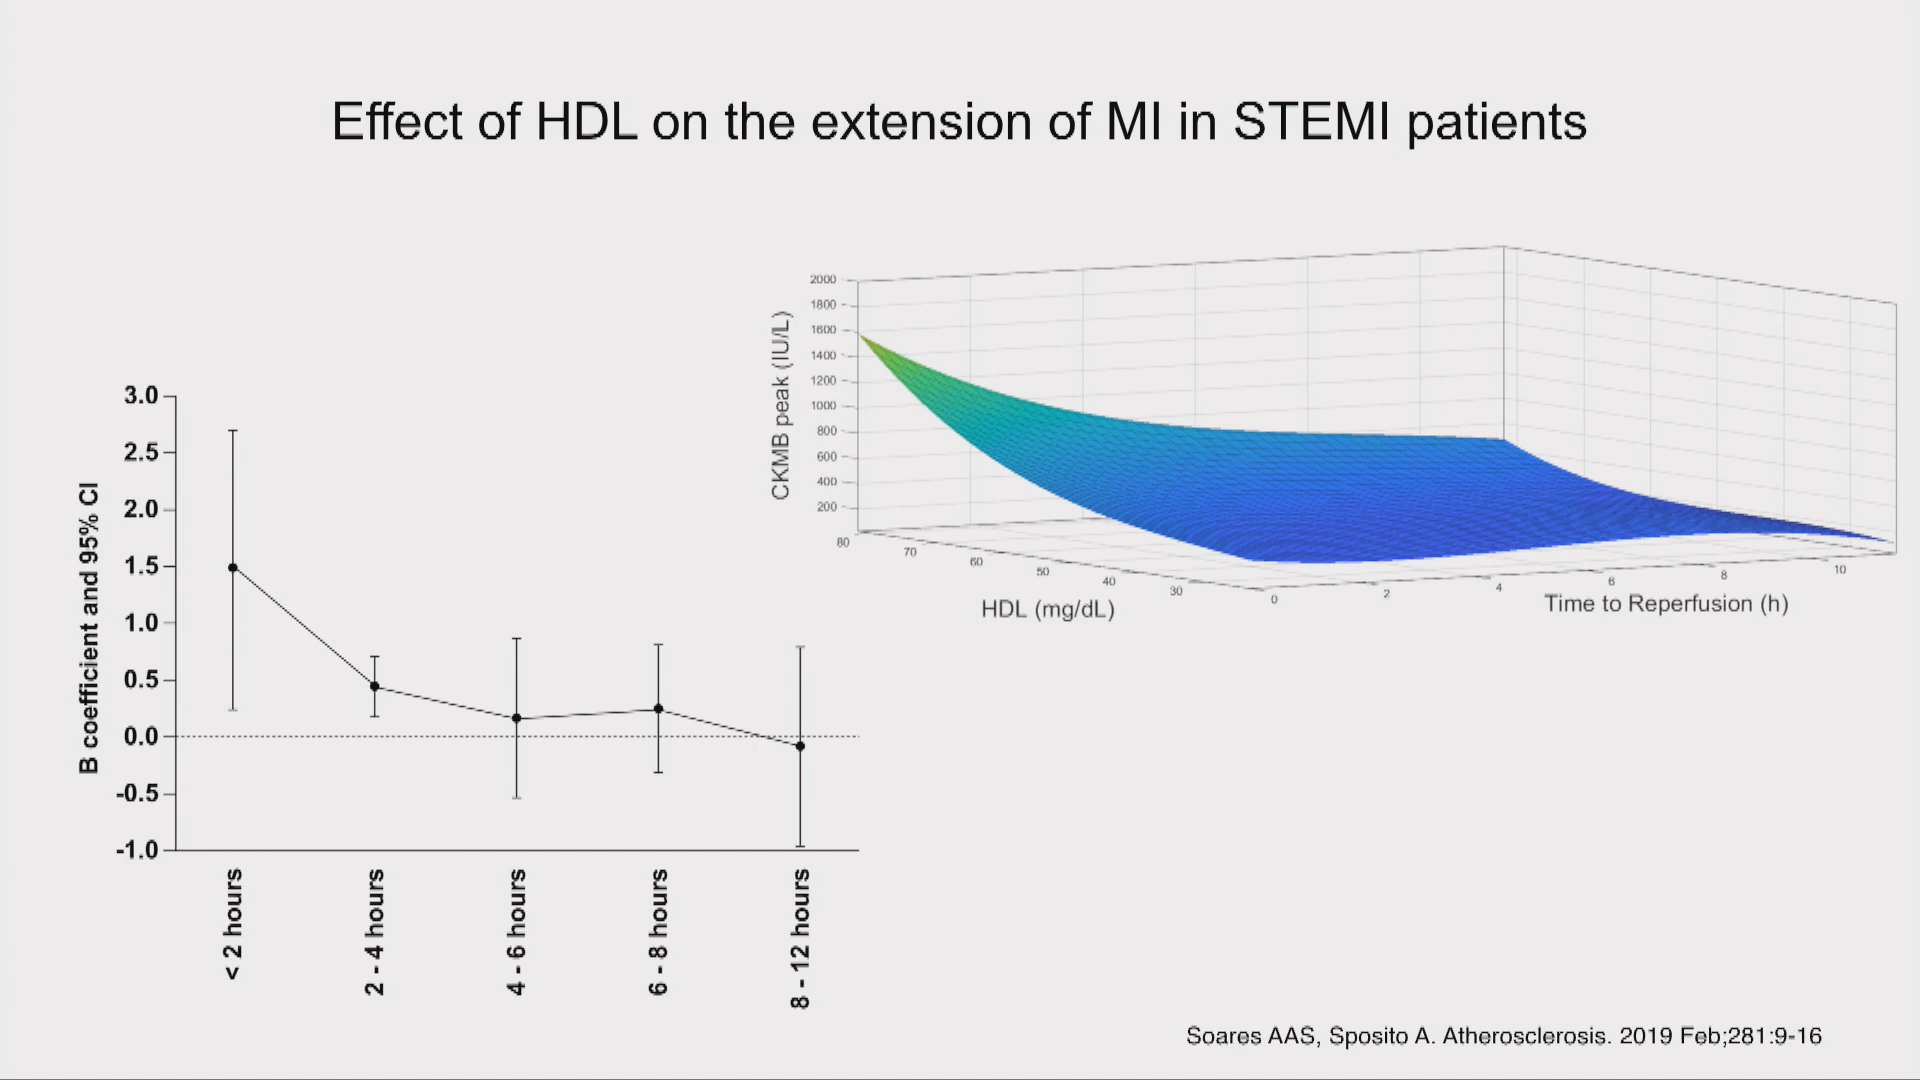 Effect of HDL on the extension of MI in STEMI patients
B coefficient and 95% CI
3.0
2.5
2.0
1.5
1.0
0.5
0.0
-0.5
-1.0
< 2 hours
2 - 4 hours
4 - 6 hours
6 - 8 hours
8 - 12 hours
CKMB peak (IU/L)
2000
1800
1600
1400
1200
1000
800
600
400
200
80
70
60
50
40
30
HDL (mg/dL)
0
2
4
6
8
10
Time to Reperfusion (h)
Soares AAS, Sposito A. Atherosclerosis. 2019 Feb;281:9-16